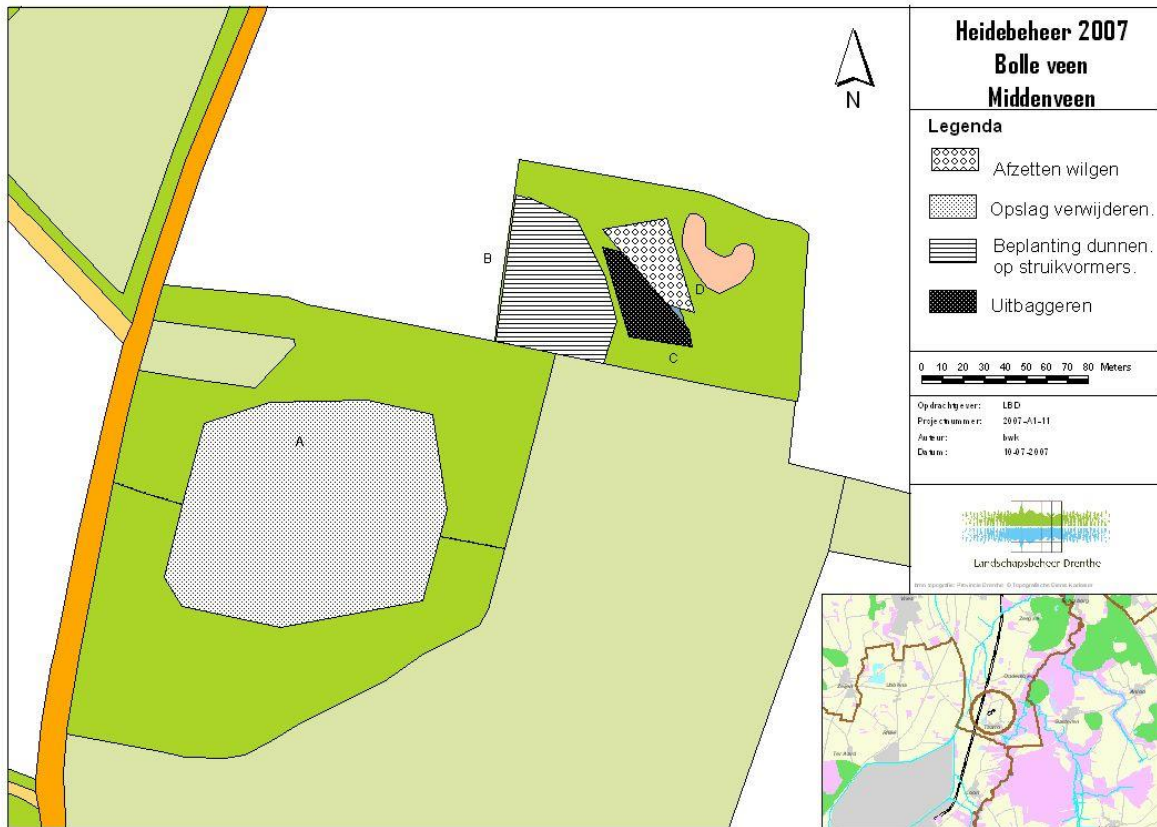 Heidebeheer 2007
Bolle veen
Middenveen
N
Legenda
Afzetten wilgen
Opslag verwijderen.
Beplanting dunnen.
op struikvormers.
Uitbaggeren
B
D
C
A
0 10 20 30 40 50 60 70 80 Meters
Opdrachtgever: LBD
Projectnummer: 2007-A1-11
Auteur: bwk
Datum: 10-07-2007
Landschapsbeheer Drenthe